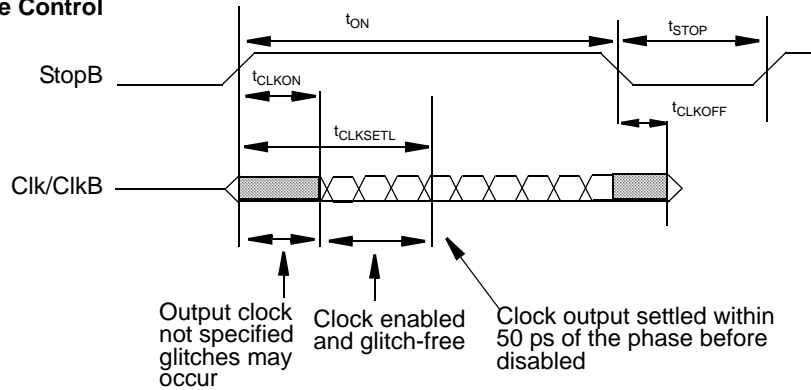 e Control
tON
tSTOP
StopB
tCLKON
tCLKOFF
tCLKSETL
Clk/ClkB
Output clock
not specified
glitches may
occur
Clock enabled
and glitch-free
Clock output settled within
50 ps of the phase before
disabled